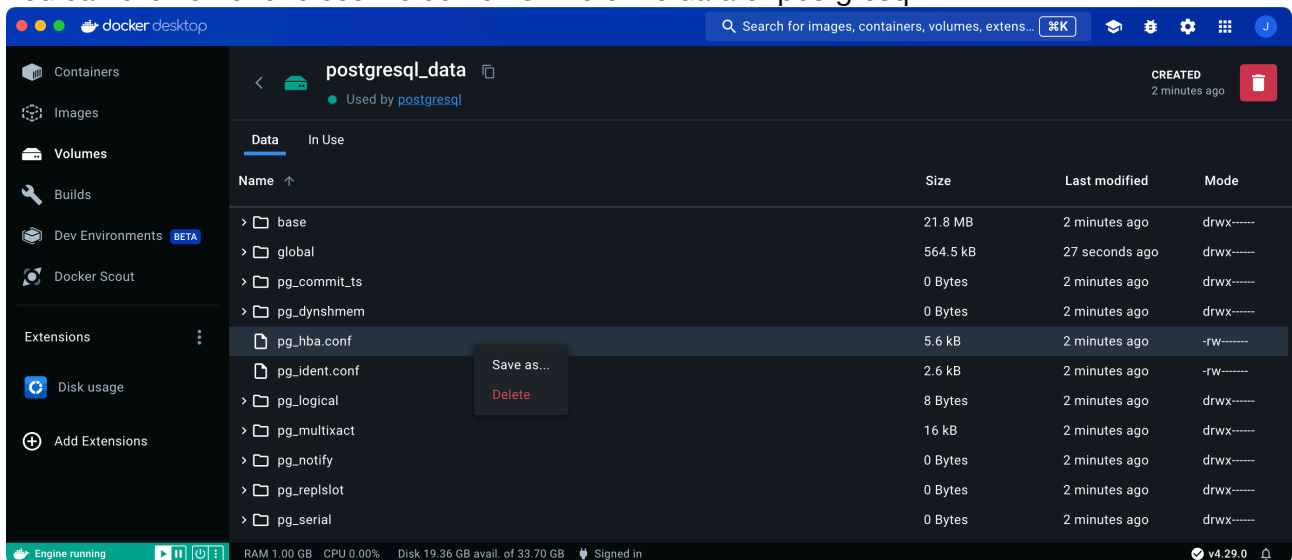 docker desktop
Search for images, containers, volumes, extens... ⌘K
J
Containers
Images
Volumes
Builds
Dev Environments BETA
Docker Scout
Extensions
Disk usage
Add Extensions
postgresql_data
Used by postgresql
CREATED
2 minutes ago
Data In Use
Name Size Last modified Mode
base 21.8 MB 2 minutes ago drwx------
global 564.5 kB 27 seconds ago drwx------
pg_commit_ts 0 Bytes 2 minutes ago drwx------
pg_dynshmem 0 Bytes 2 minutes ago drwx------
pg_hba.conf 5.6 kB 2 minutes ago -rw-------
pg_ident.conf 2.6 kB 2 minutes ago -rw-------
pg_logical 8 Bytes 2 minutes ago drwx------
pg_multixact 16 kB 2 minutes ago drwx------
pg_notify 0 Bytes 2 minutes ago drwx------
pg_replslot 0 Bytes 2 minutes ago drwx------
pg_serial 0 Bytes 2 minutes ago drwx------
Save as...
Delete
Engine running
RAM 1.00 GB CPU 0.00% Disk 19.36 GB avail. of 33.70 GB Signed in
v4.29.0